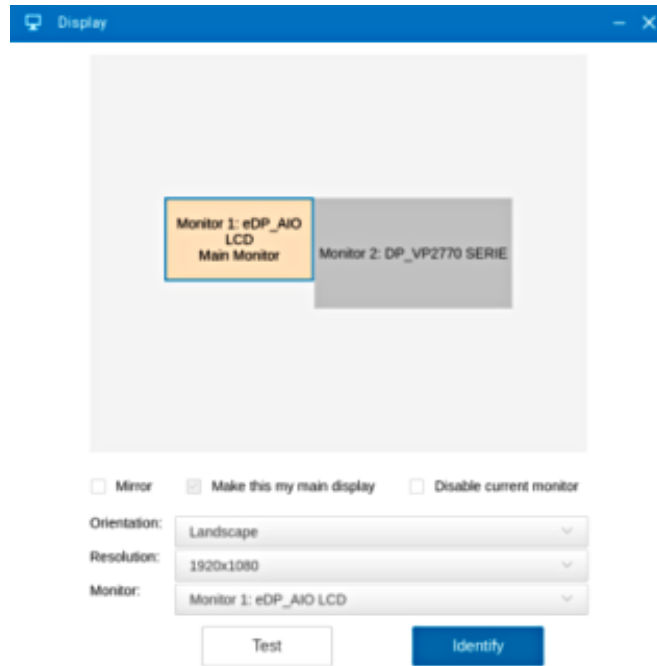 Display
Monitor 1: eDP_AIO
LCD
Main Monitor
Monitor 2: DP_VP2770 SERIE
Mirror
Make this my main display
Disable current monitor
Orientation:
Landscape
Resolution:
1920x1080
Monitor:
Monitor 1: eDP_AIO LCD
Test
Identify